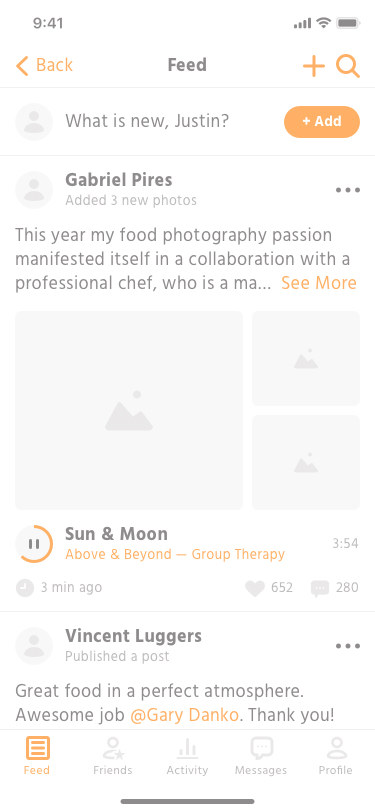 9:41
Back
Feed
What is new, Justin?
+ Add
Gabriel Pires
Added 3 new photos
This year my food photography passion
manifested itself in a collaboration with a
professional chef, who is a ma... See More
Sun & Moon
3:54
Above & Beyond — Group Therapy
3 min ago
652
280
Vincent Luggers
Published a post
Great food in a perfect atmosphere.
Awesome job @Gary Danko. Thank you!
Feed
Friends
Activity
Messages
Profile